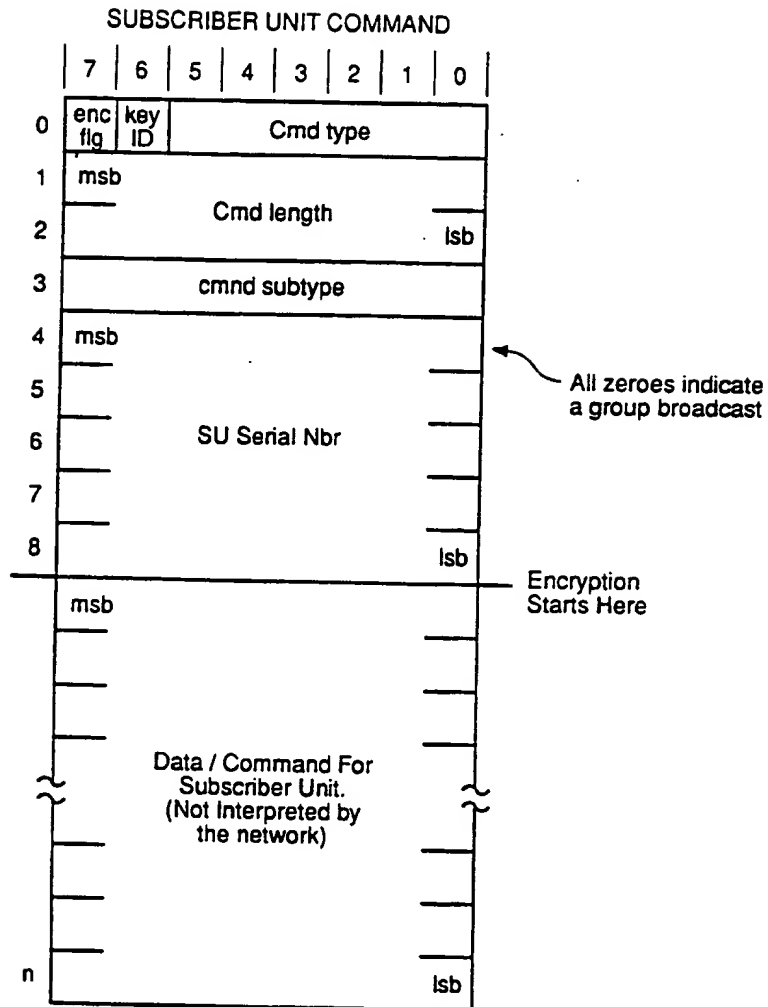 SUBSCRIBER UNIT COMMAND
7 6 5 4 3 2 1 0
0 enc flg key ID Cmd type
1 msb
Cmd length
2 lsb
3 cmnd subtype
4 msb
All zeroes indicate
a group broadcast
5
6 SU Serial Nbr
7
8 lsb
Encryption
Starts Here
msb
Data / Command For
Subscriber Unit.
(Not Interpreted by
the network)
n lsb